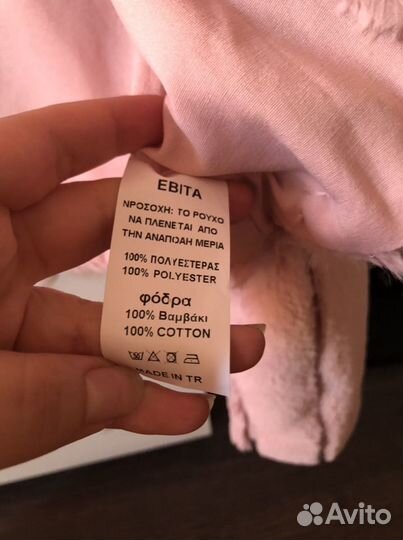 EBITA
NΡΟΣΟΧΗ: ΤΟ ΡΟΥΧΟ
ΝΑ ΠΛΕΝΕΤΑΙ ΑΠΟ
ΤΗΝ ΑΝΑΠΟΔΗ ΜΕΡΙΑ
100% ΠΟΛΥΕΣΤΕΡΑΣ
100% POLYESTER
φόδρα
100% Βαμβάκι
100% COTTON
MADE IN TR
Avito